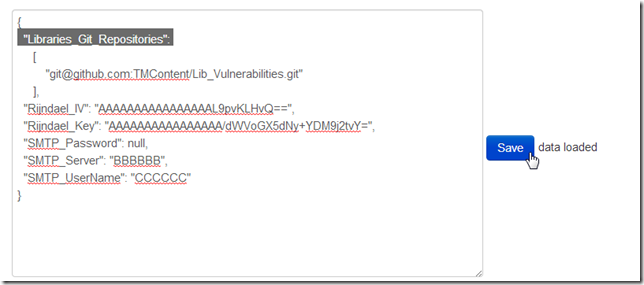 {
"Libraries_Git_Repositories":
[
"git@github.com:TMContent/Lib_Vulnerabilities.git"
],
"Rijndael_IV": "AAAAAAAAAAAAAAAAL9pvKLHvQ==",
"Rijndael_Key": "AAAAAAAAAAAAAAAA/dWVoGX5dNy+YDM9j2tvY=",
"SMTP_Password": null,
"SMTP_Server": "BBBBBB",
"SMTP_UserName": "CCCCCC"
}
Save data loaded